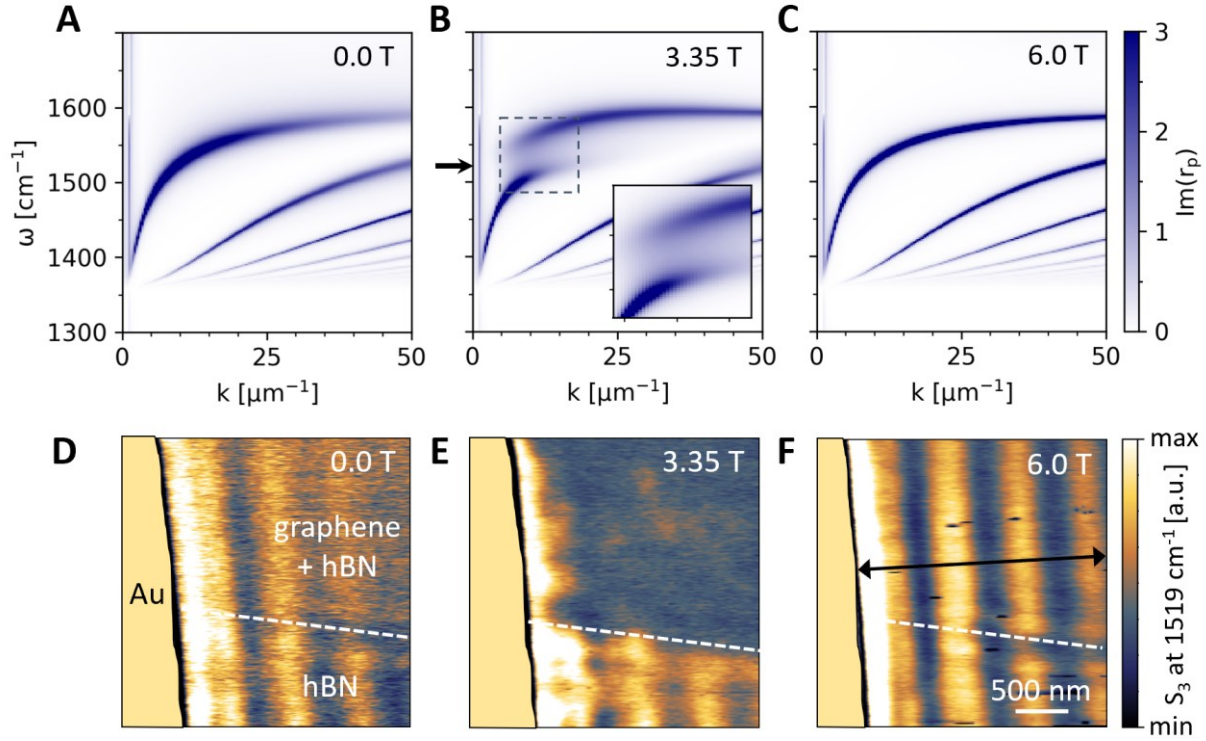 A
0.0 T
B
3.35 T
C
6.0 T
1600
1500
1400
1300
ω [cm⁻¹]
0
25
50
k [μm⁻¹]
0
25
50
k [μm⁻¹]
0
25
50
k [μm⁻¹]
3
2
1
0
Im(rₚ)
D
0.0 T
graphene
+ hBN
Au
hBN
E
3.35 T
F
6.0 T
500 nm
max
min
S₃ at 1519 cm⁻¹ [a.u.]